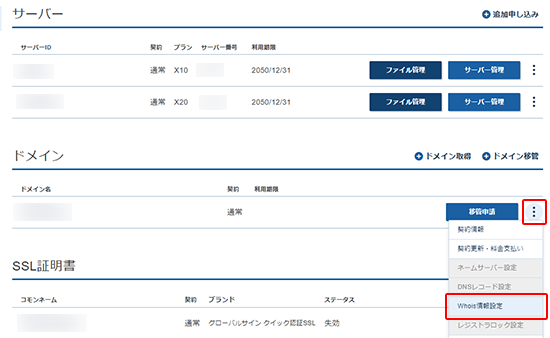 サーバー
追加申し込み
サーバーID 契約 プラン サーバー番号 利用期限
通常 X10 2050/12/31 ファイル管理 サーバー管理
通常 X20 2050/12/31 ファイル管理 サーバー管理
ドメイン
ドメイン取得 ドメイン移管
ドメイン名 契約 利用期限
通常 移管申請
契約情報
契約更新・料金支払い
ネームサーバー設定
DNSレコード設定
Whois情報設定
レジストラロック設定
SSL証明書
コモンネーム 契約 ブランド ステータス
通常 グローバルサイン クイック認証SSL 失効